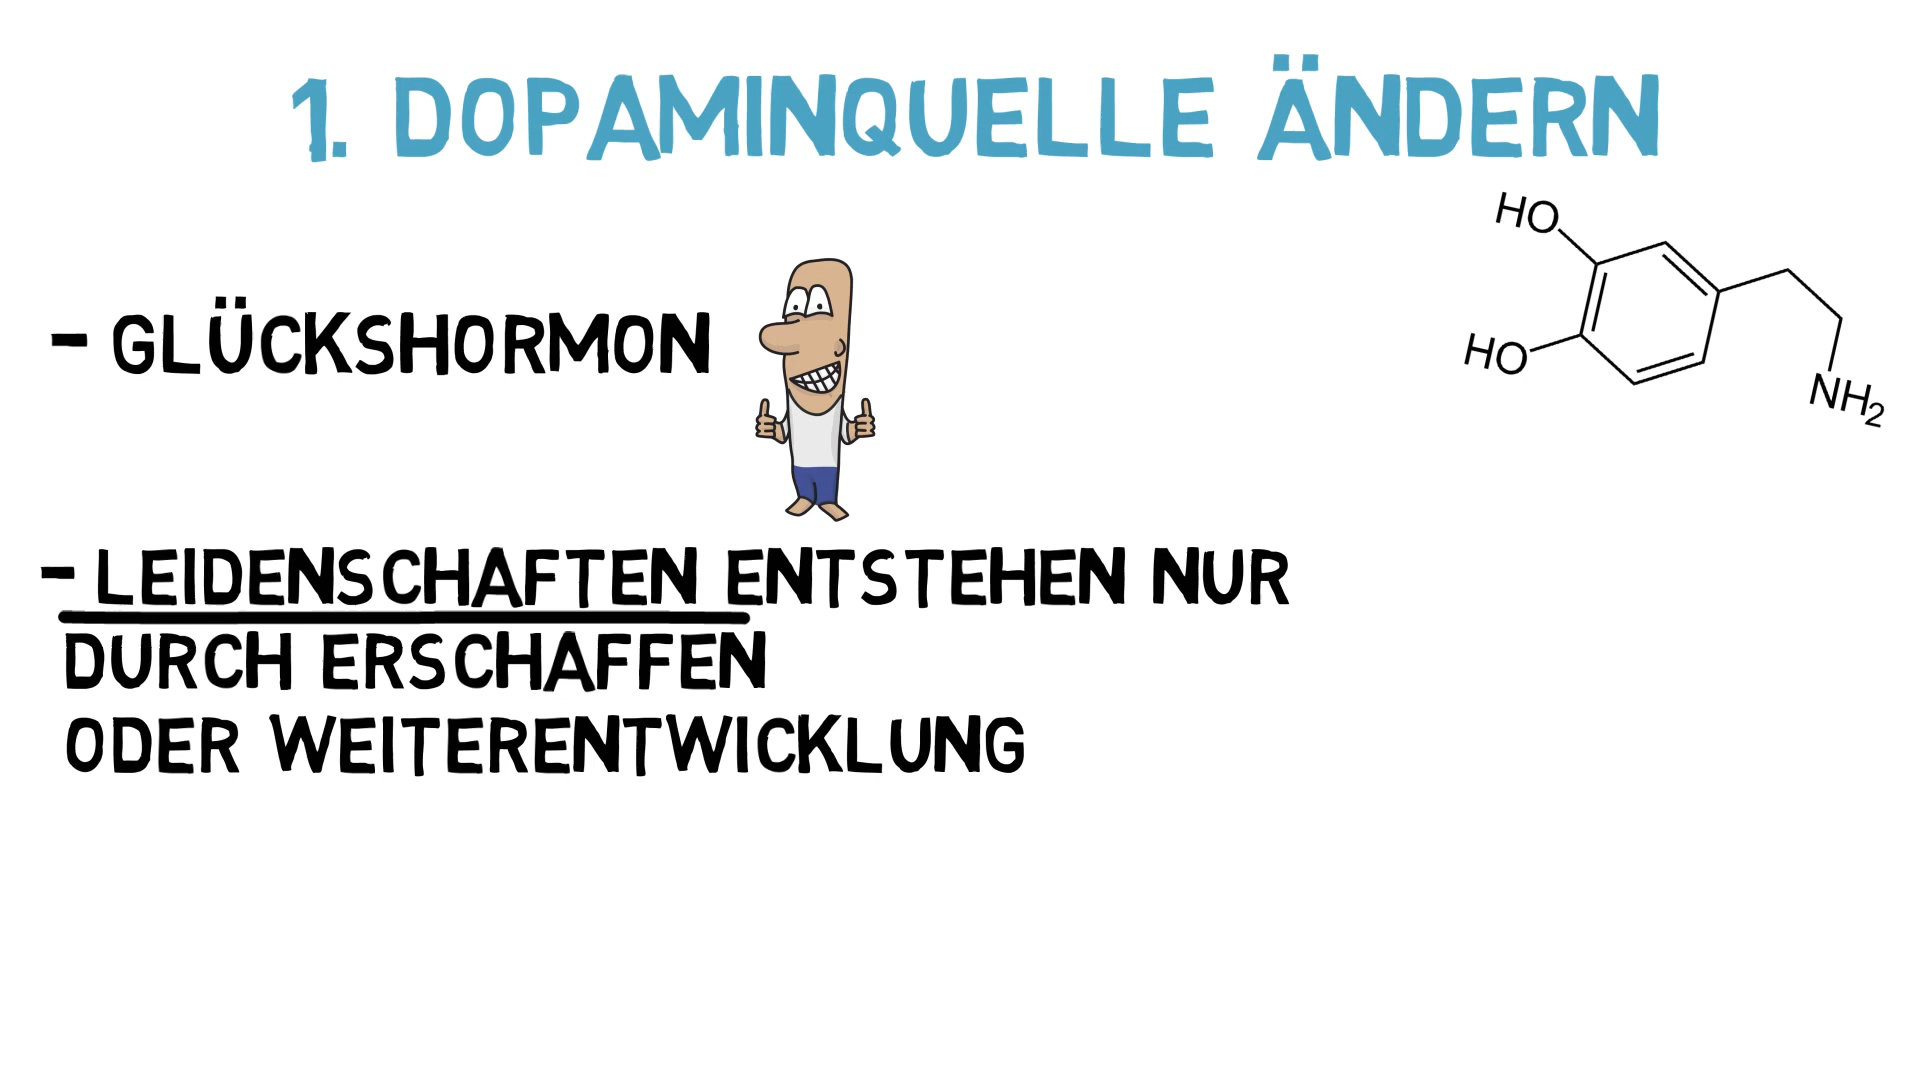 1. DOPAMINQUELLE ÄNDERN
- GLÜCKSHORMON
HO
HO
NH2
- LEIDENSCHAFTEN ENTSTEHEN NUR
DURCH ERSCHAFFEN
ODER WEITERENTWICKLUNG